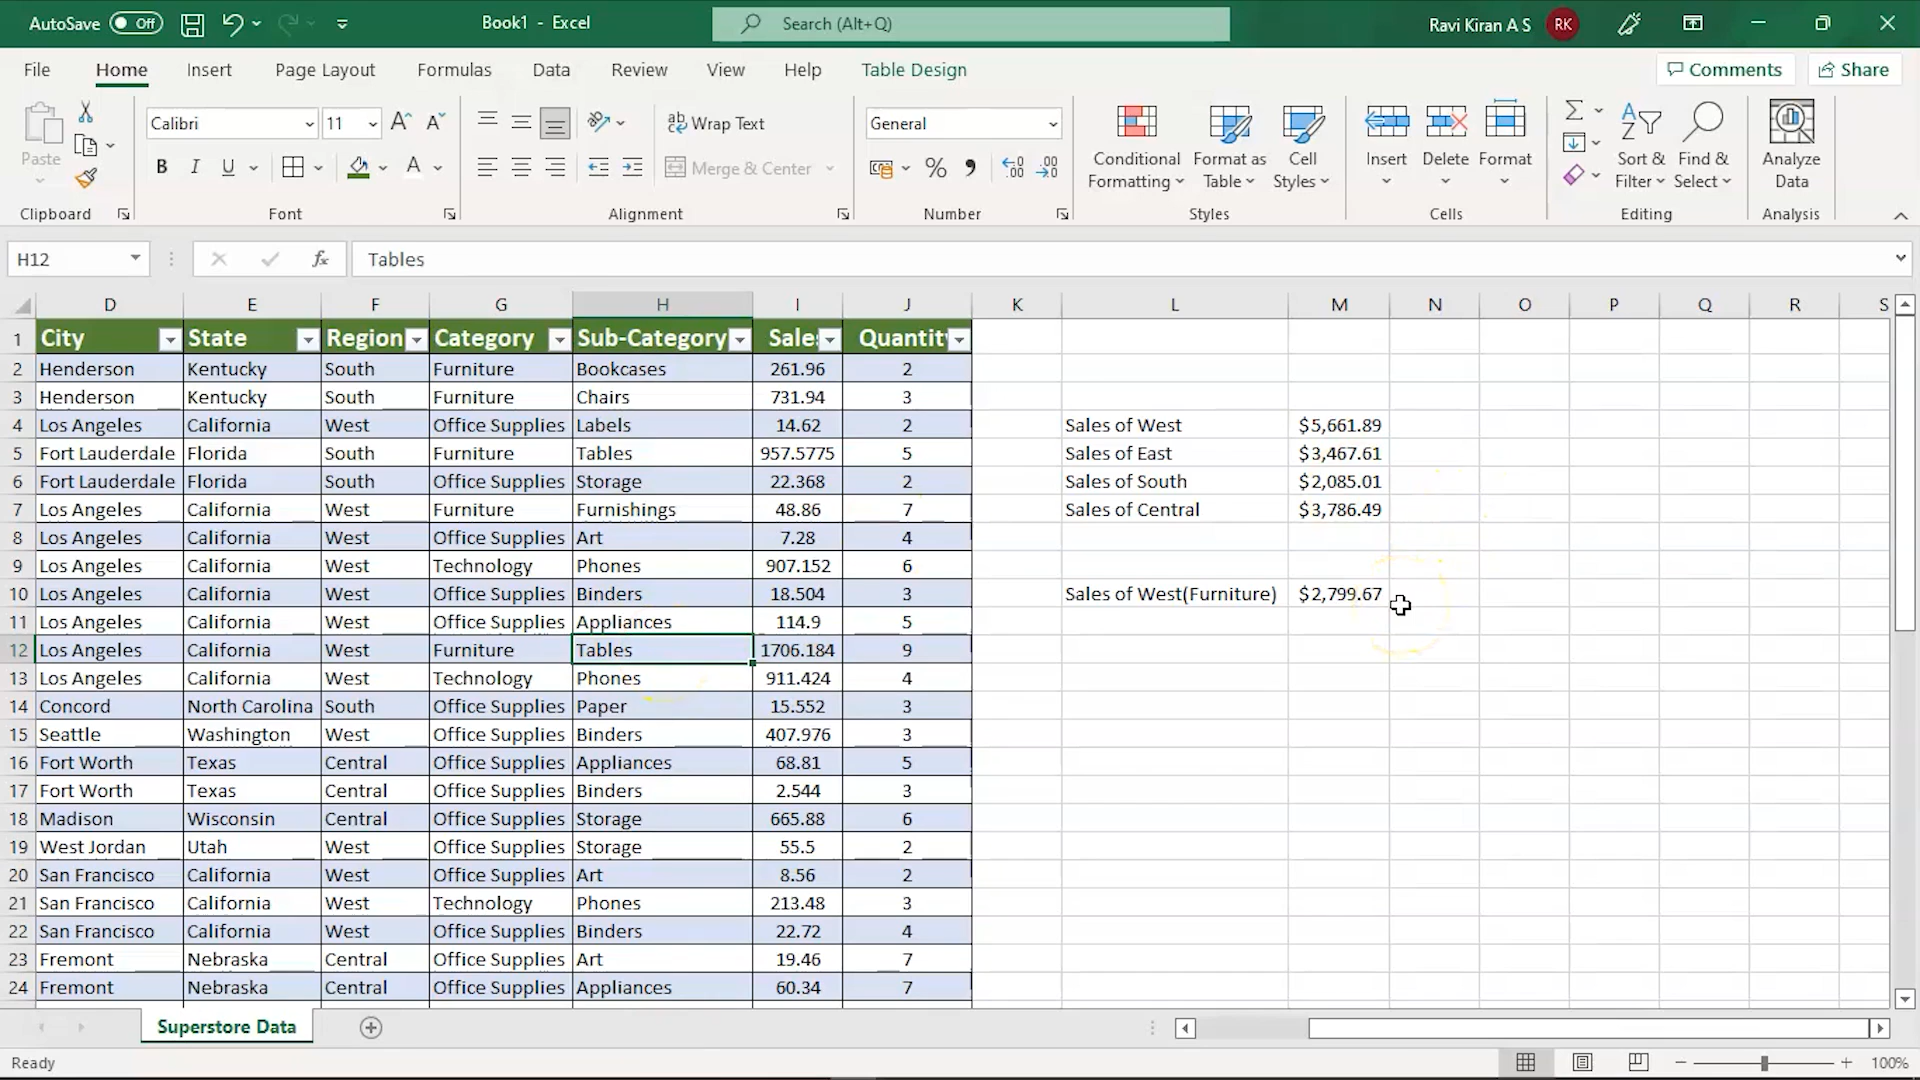 AutoSave Off Book1 - Excel Search (Alt+Q) Ravi Kiran A S RK
File Home Insert Page Layout Formulas Data Review View Help Table Design Comments Share
Paste Calibri 11 Wrap Text General Conditional Formatting Format as Table Cell Styles Insert Delete Format Sort & Filter Find & Select Analyze Data
B I U A Merge & Center % 9
Clipboard Font Alignment Number Styles Cells Editing Analysis
H12 fx Tables
D E F G H I J K L M N O P Q R S
1 City State Region Category Sub-Category Sales Quantity
2 Henderson Kentucky South Furniture Bookcases 261.96 2
3 Henderson Kentucky South Furniture Chairs 731.94 3
4 Los Angeles California West Office Supplies Labels 14.62 2 Sales of West $5,661.89
5 Fort Lauderdale Florida South Furniture Tables 957.5775 5 Sales of East $3,467.61
6 Fort Lauderdale Florida South Office Supplies Storage 22.368 2 Sales of South $2,085.01
7 Los Angeles California West Furniture Furnishings 48.86 7 Sales of Central $3,786.49
8 Los Angeles California West Office Supplies Art 7.28 4
9 Los Angeles California West Technology Phones 907.152 6
10 Los Angeles California West Office Supplies Binders 18.504 3 Sales of West(Furniture) $2,799.67
11 Los Angeles California West Office Supplies Appliances 114.9 5
12 Los Angeles California West Furniture Tables 1706.184 9
13 Los Angeles California West Technology Phones 911.424 4
14 Concord North Carolina South Office Supplies Paper 15.552 3
15 Seattle Washington West Office Supplies Binders 407.976 3
16 Fort Worth Texas Central Office Supplies Appliances 68.81 5
17 Fort Worth Texas Central Office Supplies Binders 2.544 3
18 Madison Wisconsin Central Office Supplies Storage 665.88 6
19 West Jordan Utah West Office Supplies Storage 55.5 2
20 San Francisco California West Office Supplies Art 8.56 2
21 San Francisco California West Technology Phones 213.48 3
22 San Francisco California West Office Supplies Binders 22.72 4
23 Fremont Nebraska Central Office Supplies Art 19.46 7
24 Fremont Nebraska Central Office Supplies Appliances 60.34 7
Superstore Data
Ready 100%